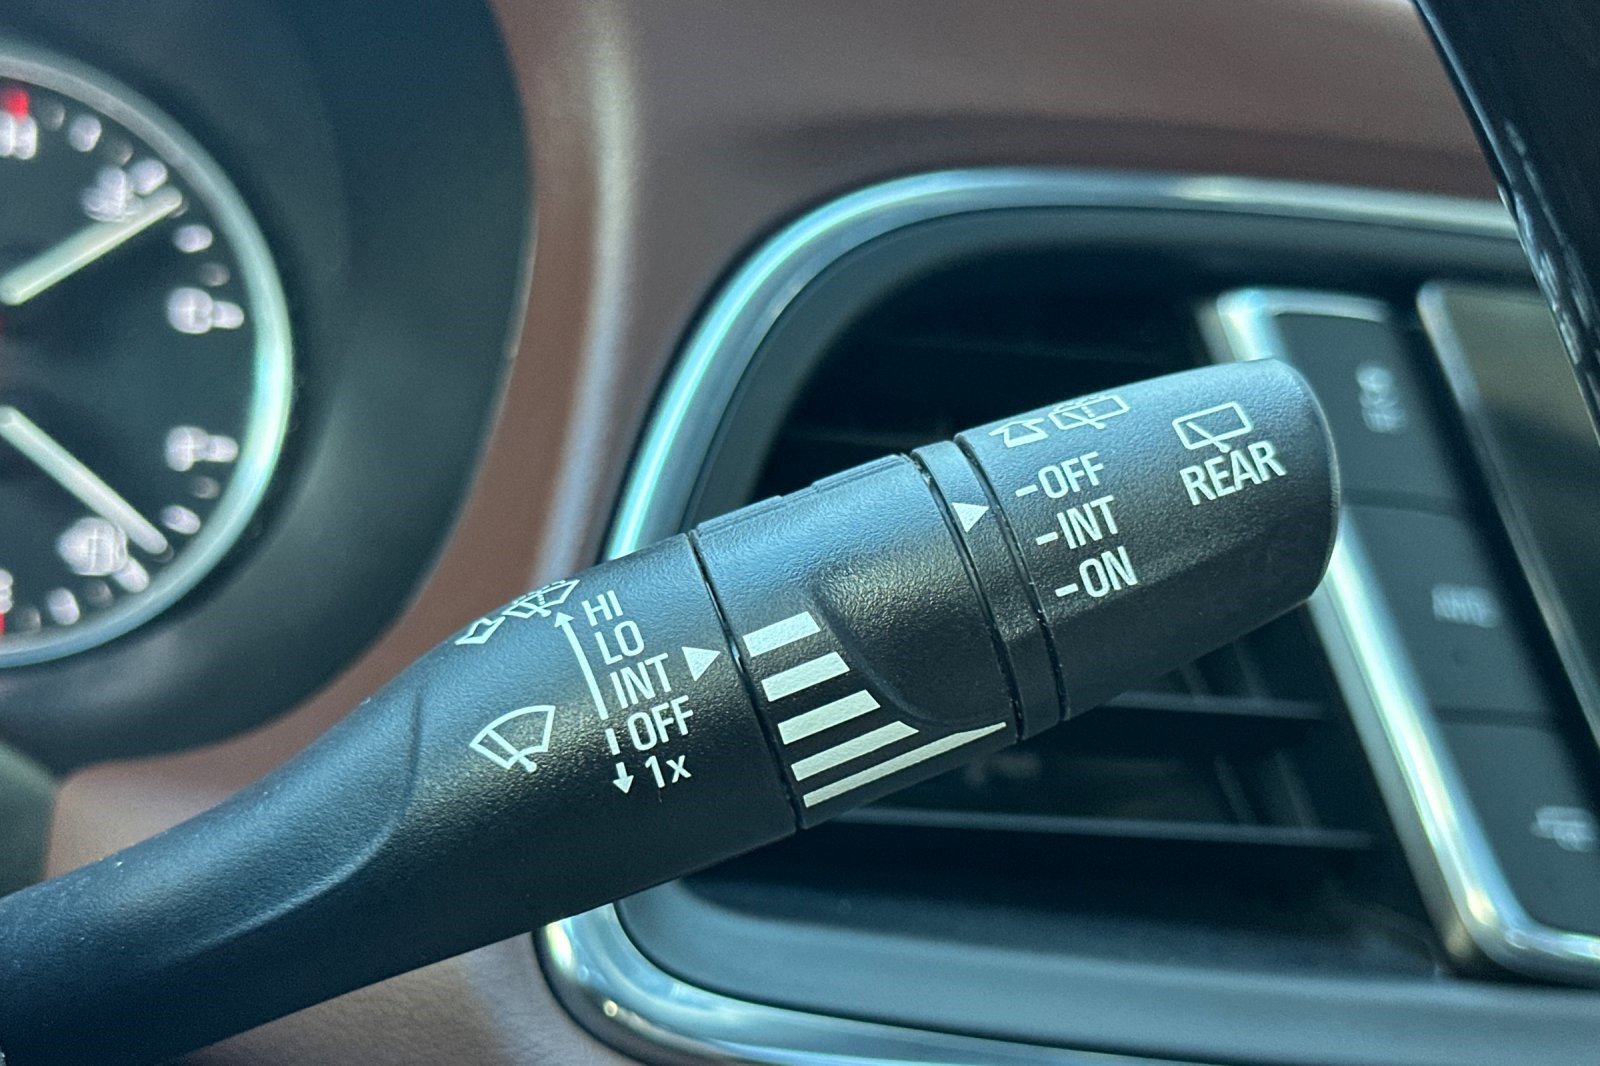 HI
LO
INT
OFF
1x
-OFF
-INT
-ON
REAR